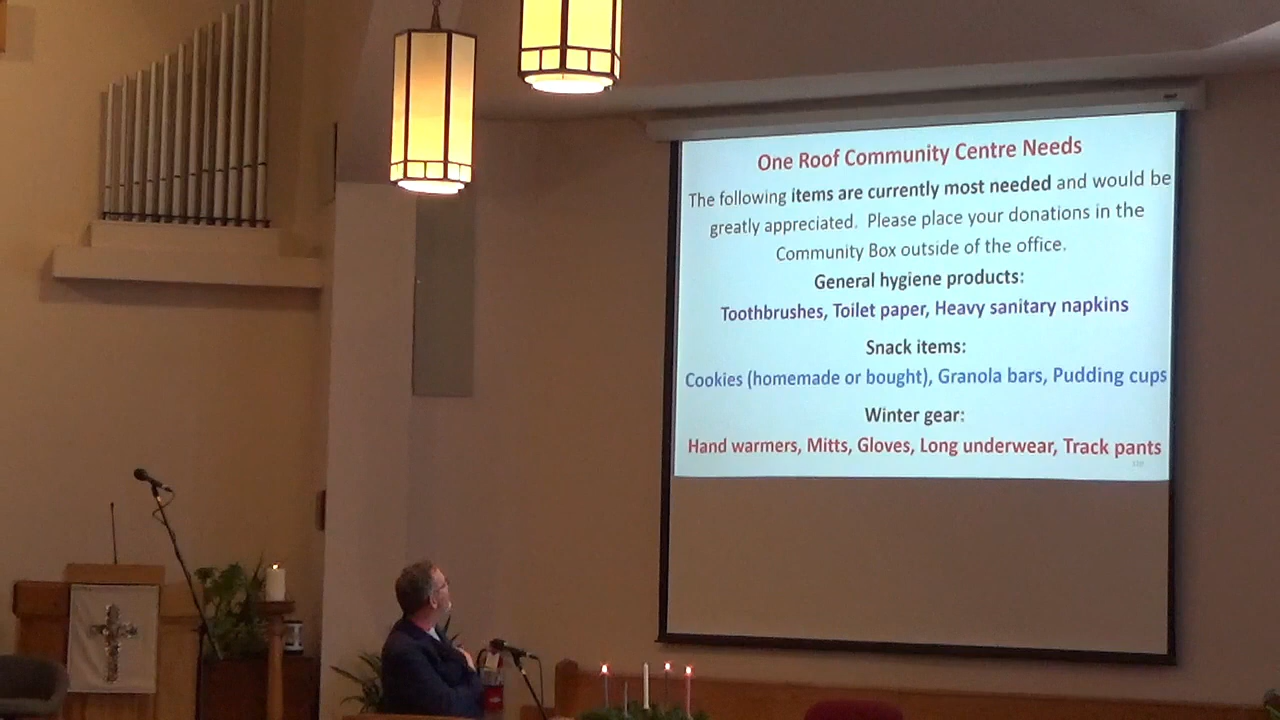 One Roof Community Centre Needs
The following items are currently most needed and would be
greatly appreciated. Please place your donations in the
Community Box outside of the office.
General hygiene products:
Toothbrushes, Toilet paper, Heavy sanitary napkins
Snack items:
Cookies (homemade or bought), Granola bars, Pudding cups
Winter gear:
Hand warmers, Mitts, Gloves, Long underwear, Track pants